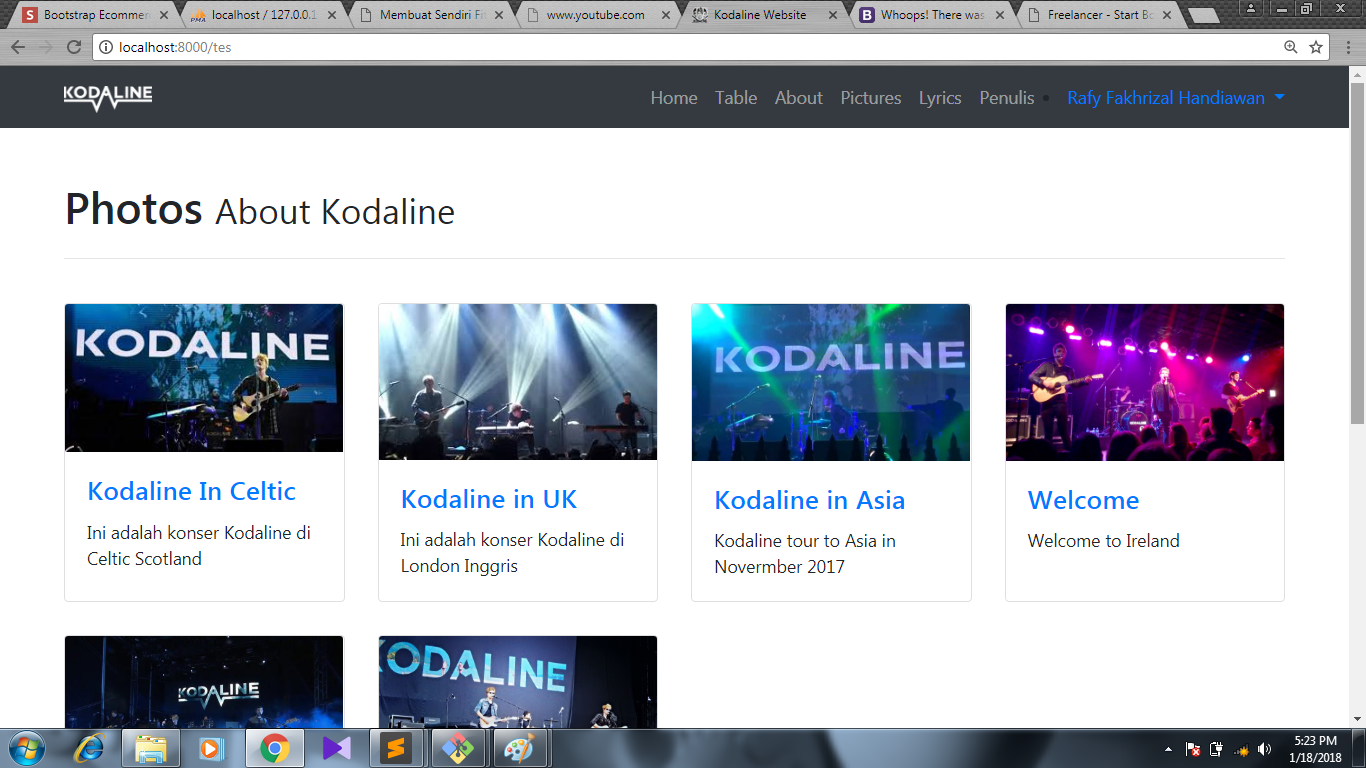 Bootstrap Ecommer
localhost / 127.0.0.1
Membuat Sendiri Fi
www.youtube.com
Kodaline Website
Whoops! There was
Freelancer - Start Bo
localhost:8000/tes
KODALINE
Home Table About Pictures Lyrics Penulis Rafy Fakhrizal Handiawan
Photos About Kodaline
KODALINE
KODALINE
Kodaline In Celtic
Ini adalah konser Kodaline di
Celtic Scotland
Kodaline in UK
Ini adalah konser Kodaline di
London Inggris
Kodaline in Asia
Kodaline tour to Asia in
Novermber 2017
Welcome
Welcome to Ireland
KODALINE
KODALINE
5:23 PM
1/18/2018